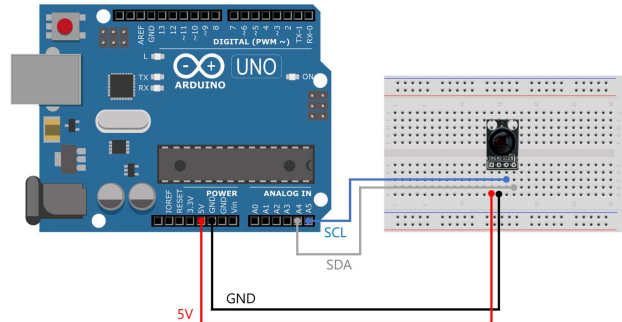 AREF
GND
13
12
~11
~10
~9
8
7
~6
~5
4
~3
2
TX-1
RX-0
DIGITAL (PWM ~)
L
TX
RX
ARDUINO
UNO
ON
POWER
ANALOG IN
IOREF
RESET
3.3V
5V
GND
GND
Vin
A0
A1
A2
A3
A4
A5
SCL
SDA
GND
5V